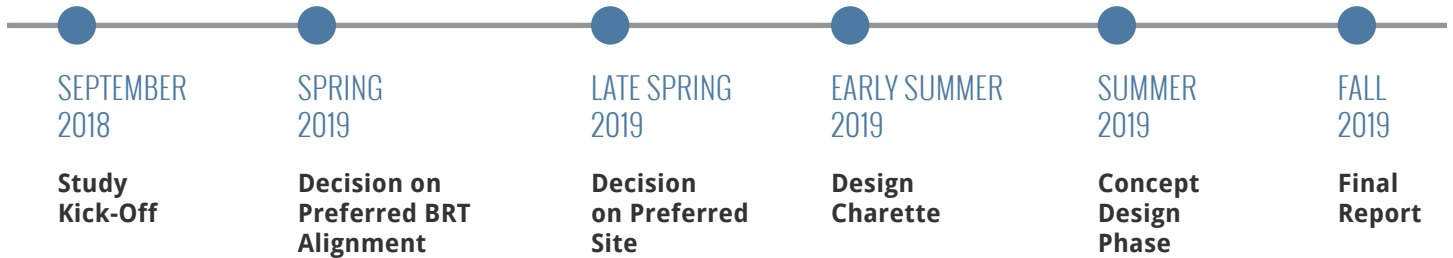 SEPTEMBER
2018
Study
Kick-Off
SPRING
2019
Decision on
Preferred BRT
Alignment
LATE SPRING
2019
Decision
on Preferred
Site
EARLY SUMMER
2019
Design
Charette
SUMMER
2019
Concept
Design
Phase
FALL
2019
Final
Report